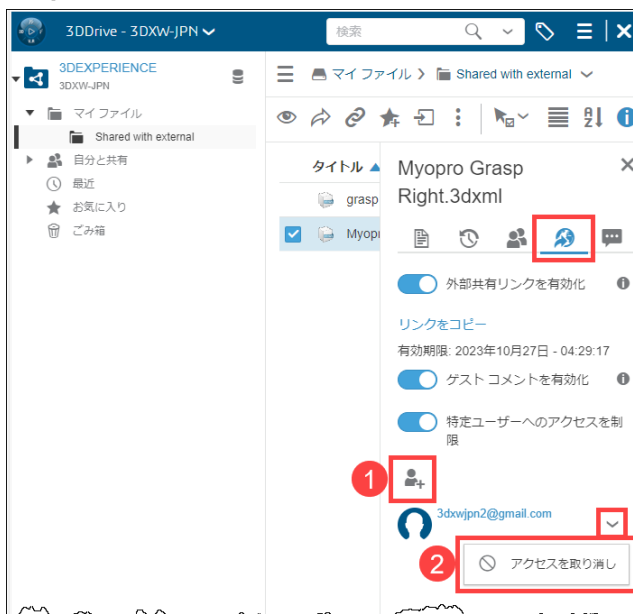 3DDrive - 3DXW-JPN
検索
3DEXPERIENCE
3DXW-JPN
マイ ファイル
Shared with external
自分と共有
最近
お気に入り
ごみ箱
マイ ファイル > Shared with external
タイトル
grasp
Myopr
Myopro Grasp
Right.3dxml
外部共有リンクを有効化
リンクをコピー
有効期限: 2023年10月27日 - 04:29:17
ゲスト コメントを有効化
特定ユーザーへのアクセスを制
限
1
3dxwjpn2@gmail.com
2
アクセスを取り消し